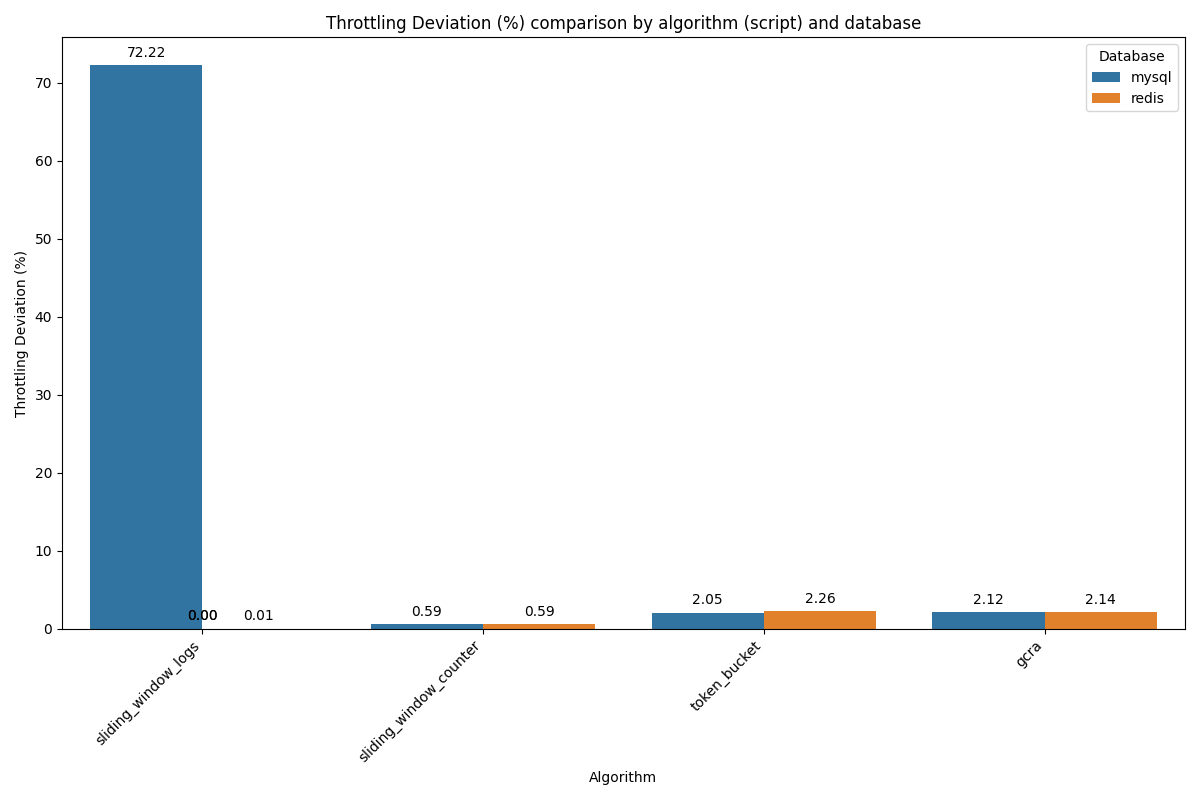 Throttling Deviation (%) comparison by algorithm (script) and database
Database
mysql
redis
Throttling Deviation (%)
70
60
50
40
30
20
10
0
72.22
0.00
0.01
0.59
0.59
2.05
2.26
2.12
2.14
sliding_window_logs
sliding_window_counter
token_bucket
gcra
Algorithm